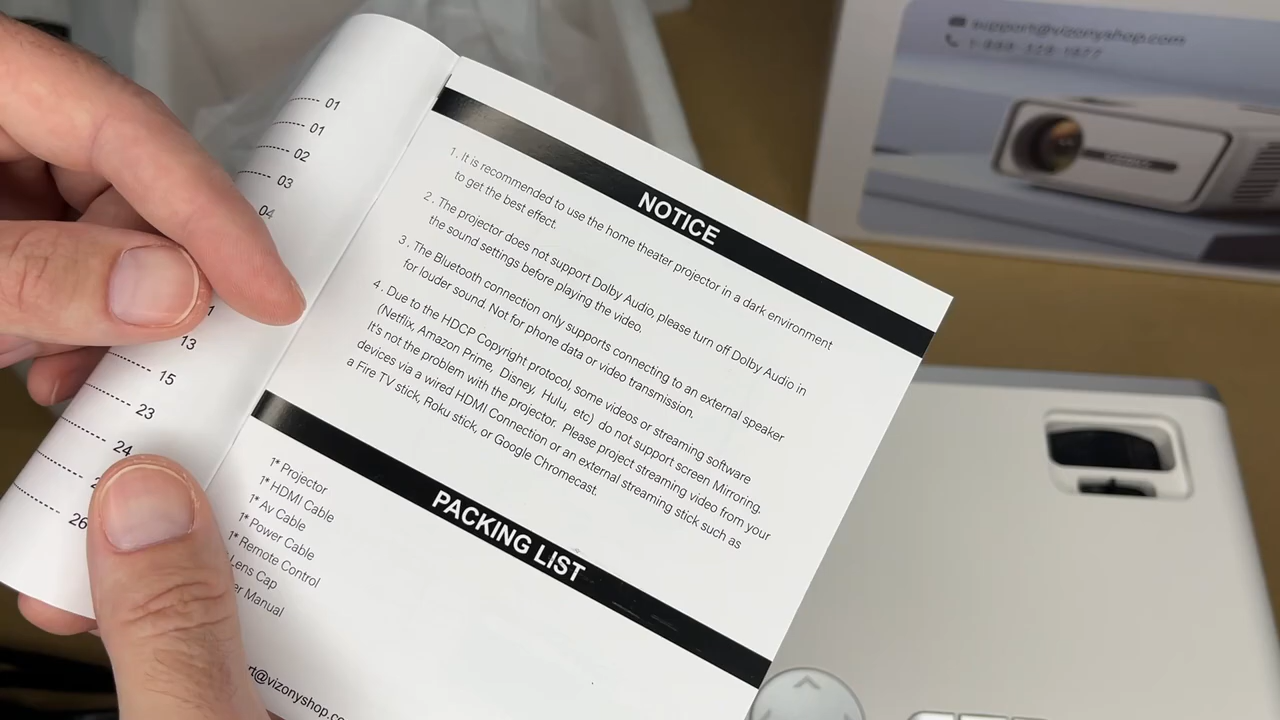 support@vizonyshop.com
01
01
02
03
04
13
15
23
24
26
NOTICE
1. It is recommended to use the home theater projector in a dark environment
to get the best effect.
2. The projector does not support Dolby Audio, please turn off Dolby Audio in
the sound settings before playing the video.
3. The Bluetooth connection only supports connecting to an external speaker
for louder sound. Not for phone data or video transmission.
4. Due to the HDCP Copyright protocol, some videos or streaming software
(Netflix, Amazon Prime, Disney, Hulu, etc) do not support screen Mirroring.
It's not the problem with the projector. Please project streaming video from your
devices via a wired HDMI Connection or an external streaming stick such as
a Fire TV stick, Roku stick, or Google Chromecast.
PACKING LIST
1* Projector
1* HDMI Cable
1* Av Cable
1* Power Cable
1* Remote Control
Lens Cap
er Manual
rt@vizonyshop.co